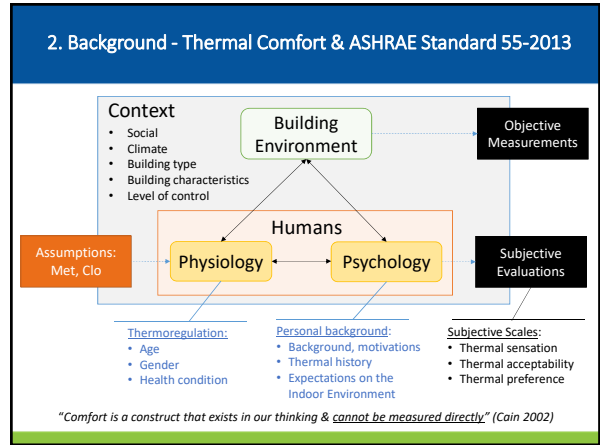 2. Background - Thermal Comfort & ASHRAE Standard 55-2013
Context
• Social
• Climate
• Building type
• Building characteristics
• Level of control
Building
Environment
Objective
Measurements
Humans
Assumptions:
Met, Clo
Physiology
Psychology
Subjective
Evaluations
Thermoregulation:
• Age
• Gender
• Health condition
Personal background:
• Background, motivations
• Thermal history
• Expectations on the
Indoor Environment
Subjective Scales:
• Thermal sensation
• Thermal acceptability
• Thermal preference
“Comfort is a construct that exists in our thinking & cannot be measured directly” (Cain 2002)